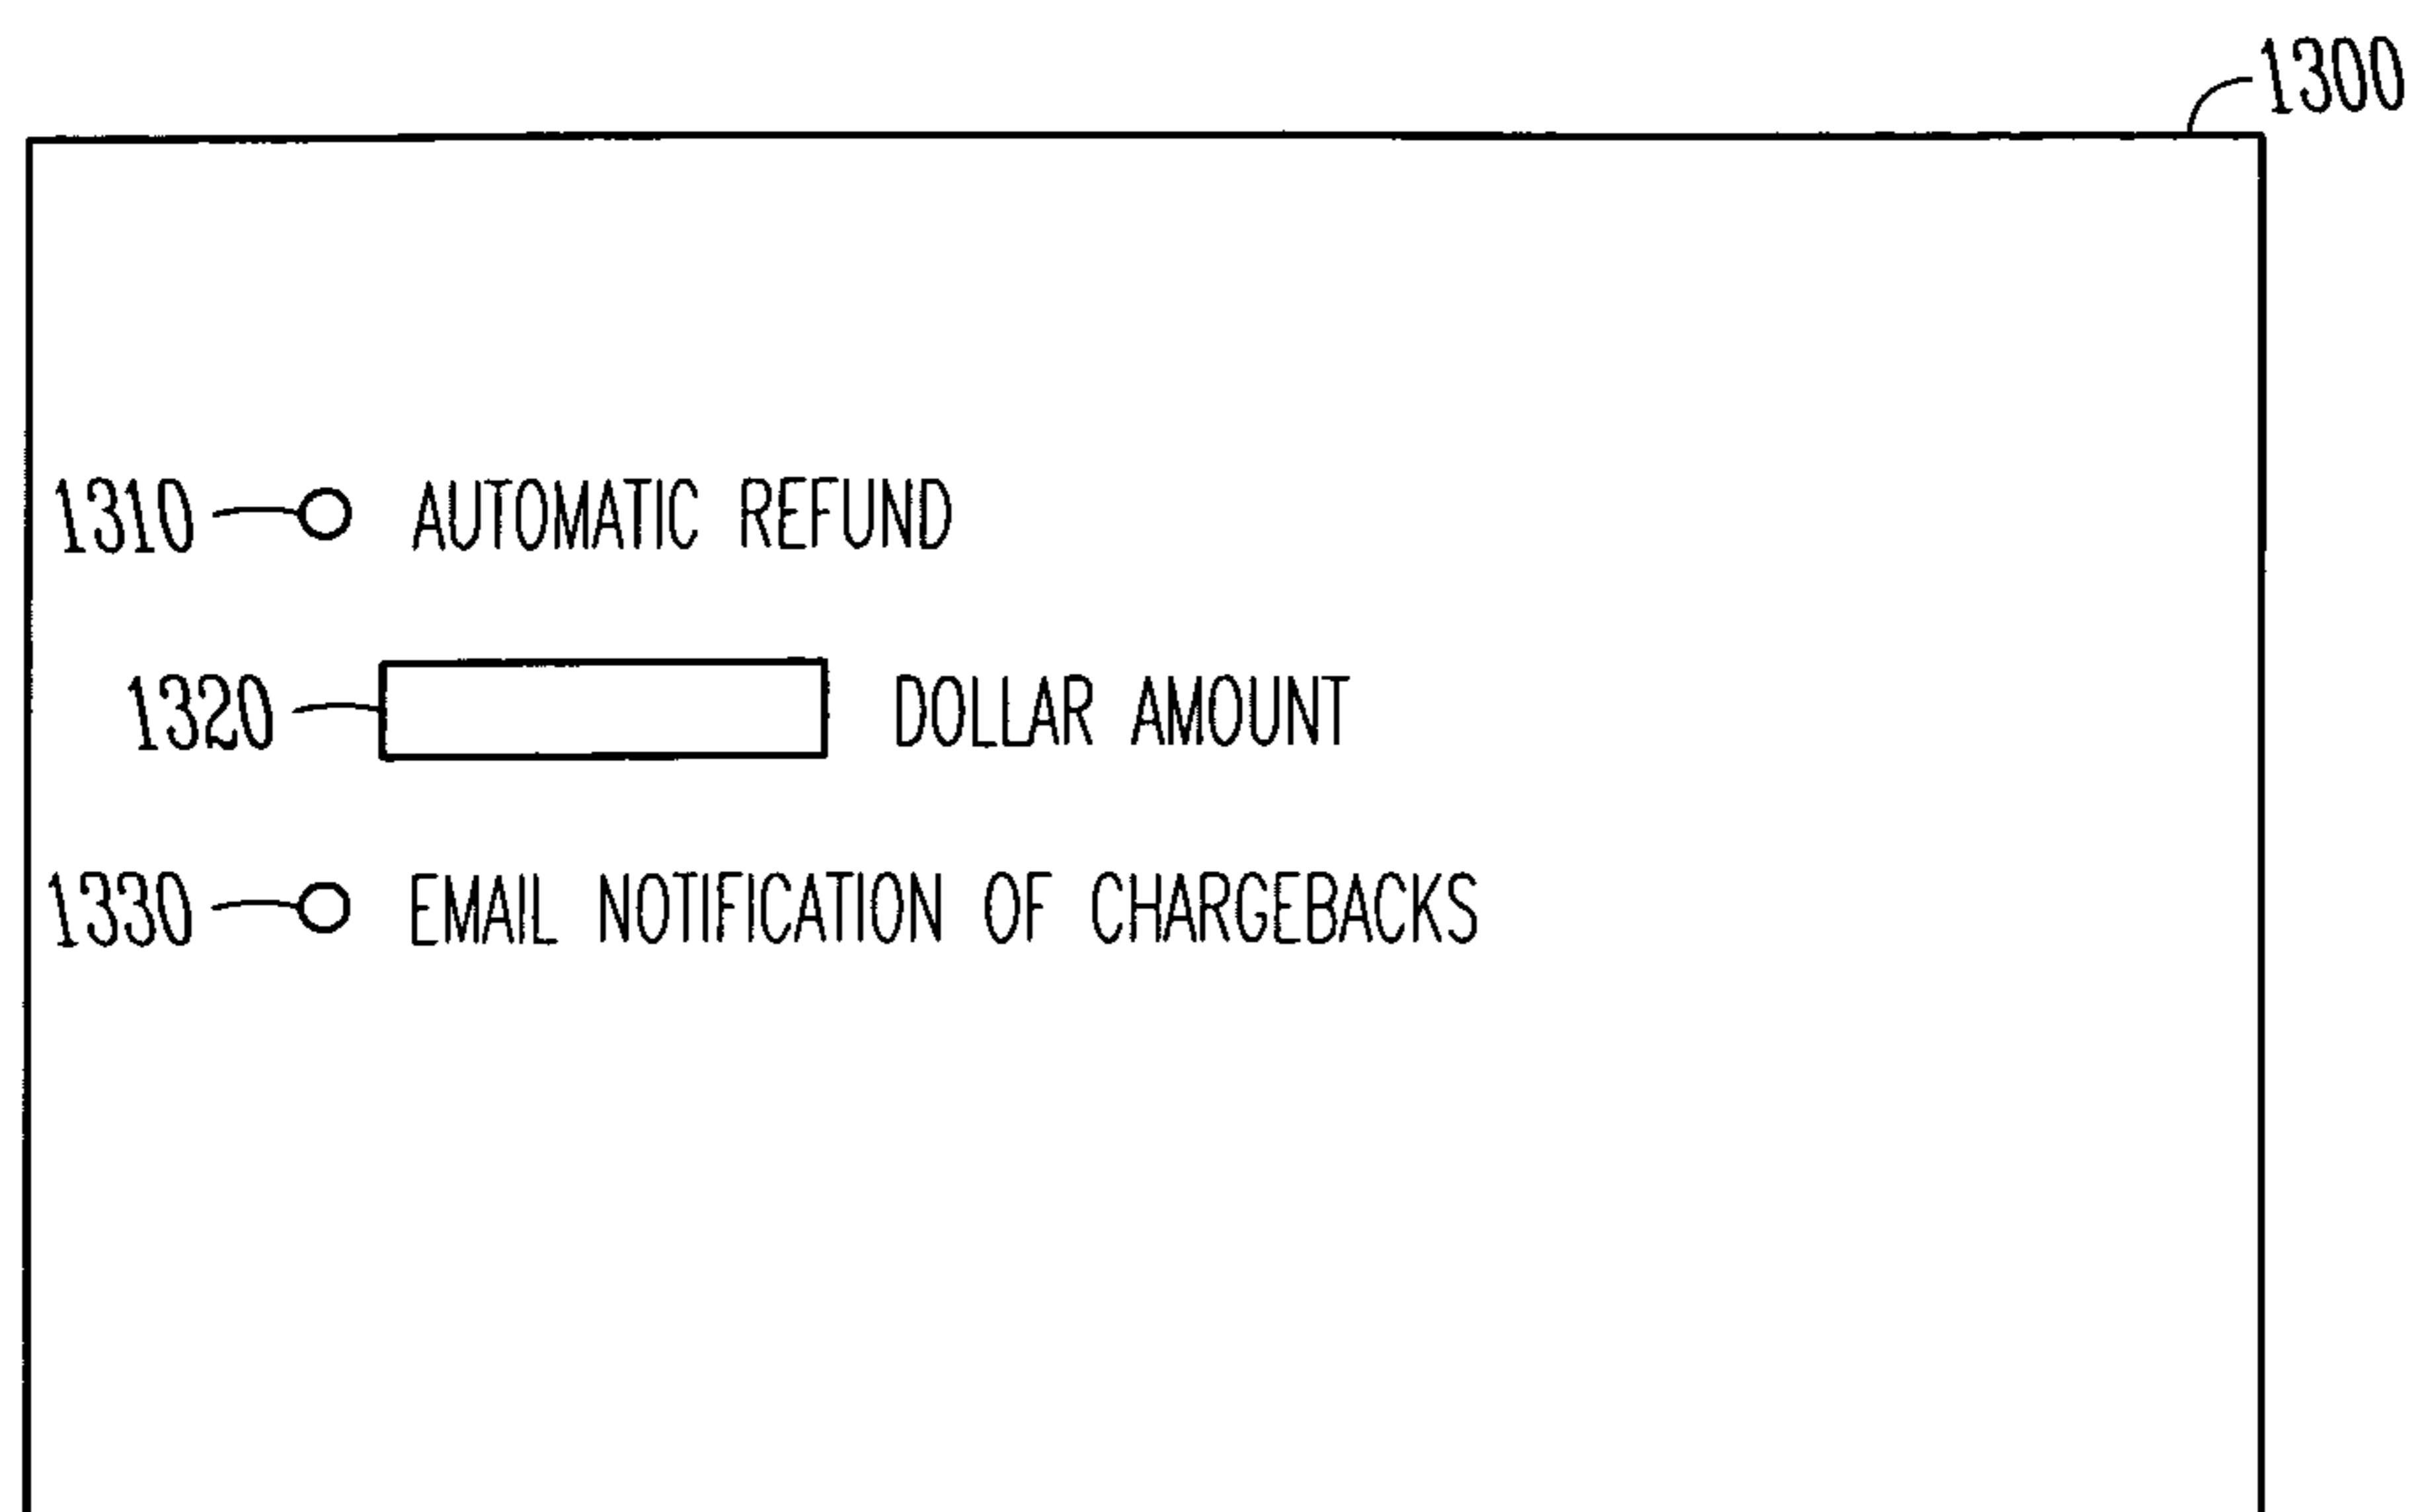 1300
1310 AUTOMATIC REFUND
1320 DOLLAR AMOUNT
1330 EMAIL NOTIFICATION OF CHARGEBACKS